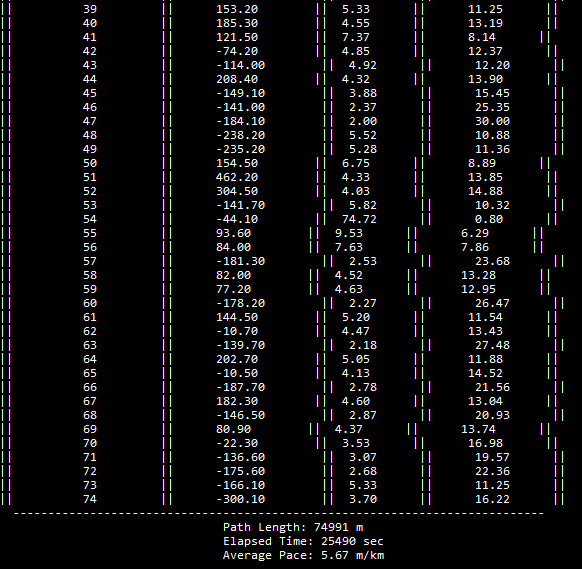 || 39 || 153.20 || 5.33 || 11.25 ||
|| 40 || 185.30 || 4.55 || 13.19 ||
|| 41 || 121.50 || 7.37 || 8.14 ||
|| 42 || -74.20 || 4.85 || 12.37 ||
|| 43 || -114.00 || 4.92 || 12.20 ||
|| 44 || 208.40 || 4.32 || 13.90 ||
|| 45 || -149.10 || 3.88 || 15.45 ||
|| 46 || -141.00 || 2.37 || 25.35 ||
|| 47 || -184.10 || 2.00 || 30.00 ||
|| 48 || -238.20 || 5.52 || 10.88 ||
|| 49 || -235.20 || 5.28 || 11.36 ||
|| 50 || 154.50 || 6.75 || 8.89 ||
|| 51 || 462.20 || 4.33 || 13.85 ||
|| 52 || 304.50 || 4.03 || 14.88 ||
|| 53 || -141.70 || 5.82 || 10.32 ||
|| 54 || -44.10 || 74.72 || 0.80 ||
|| 55 || 93.60 || 9.53 || 6.29 ||
|| 56 || 84.00 || 7.63 || 7.86 ||
|| 57 || -181.30 || 2.53 || 23.68 ||
|| 58 || 82.00 || 4.52 || 13.28 ||
|| 59 || 77.20 || 4.63 || 12.95 ||
|| 60 || -178.20 || 2.27 || 26.47 ||
|| 61 || 144.50 || 5.20 || 11.54 ||
|| 62 || -10.70 || 4.47 || 13.43 ||
|| 63 || -139.70 || 2.18 || 27.48 ||
|| 64 || 202.70 || 5.05 || 11.88 ||
|| 65 || -10.50 || 4.13 || 14.52 ||
|| 66 || -187.70 || 2.78 || 21.56 ||
|| 67 || 182.30 || 4.60 || 13.04 ||
|| 68 || -146.50 || 2.87 || 20.93 ||
|| 69 || 80.90 || 4.37 || 13.74 ||
|| 70 || -22.30 || 3.53 || 16.98 ||
|| 71 || -136.60 || 3.07 || 19.57 ||
|| 72 || -175.60 || 2.68 || 22.36 ||
|| 73 || -166.10 || 5.33 || 11.25 ||
|| 74 || -300.10 || 3.70 || 16.22 ||
----------------------------------------------------------------------------
Path Length: 74991 m
Elapsed Time: 25490 sec
Average Pace: 5.67 m/km